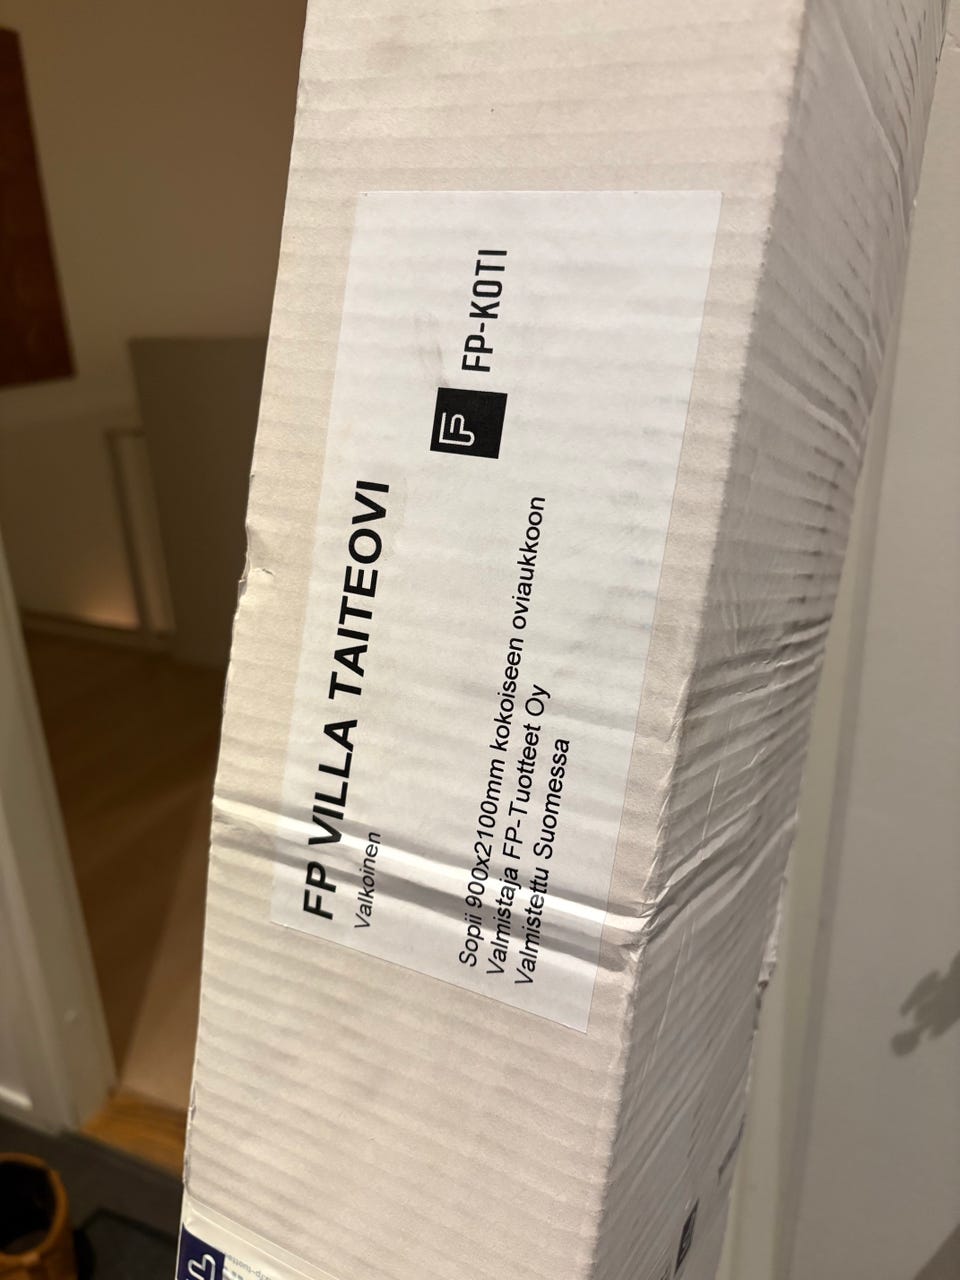 FP VILLA TAITEOVI
Valkoinen
FP-KOTI
Sopii 900x2100mm kokoiseen oviaukkoon
Valmistaja FP-Tuotteet Oy
Valmistettu Suomessa